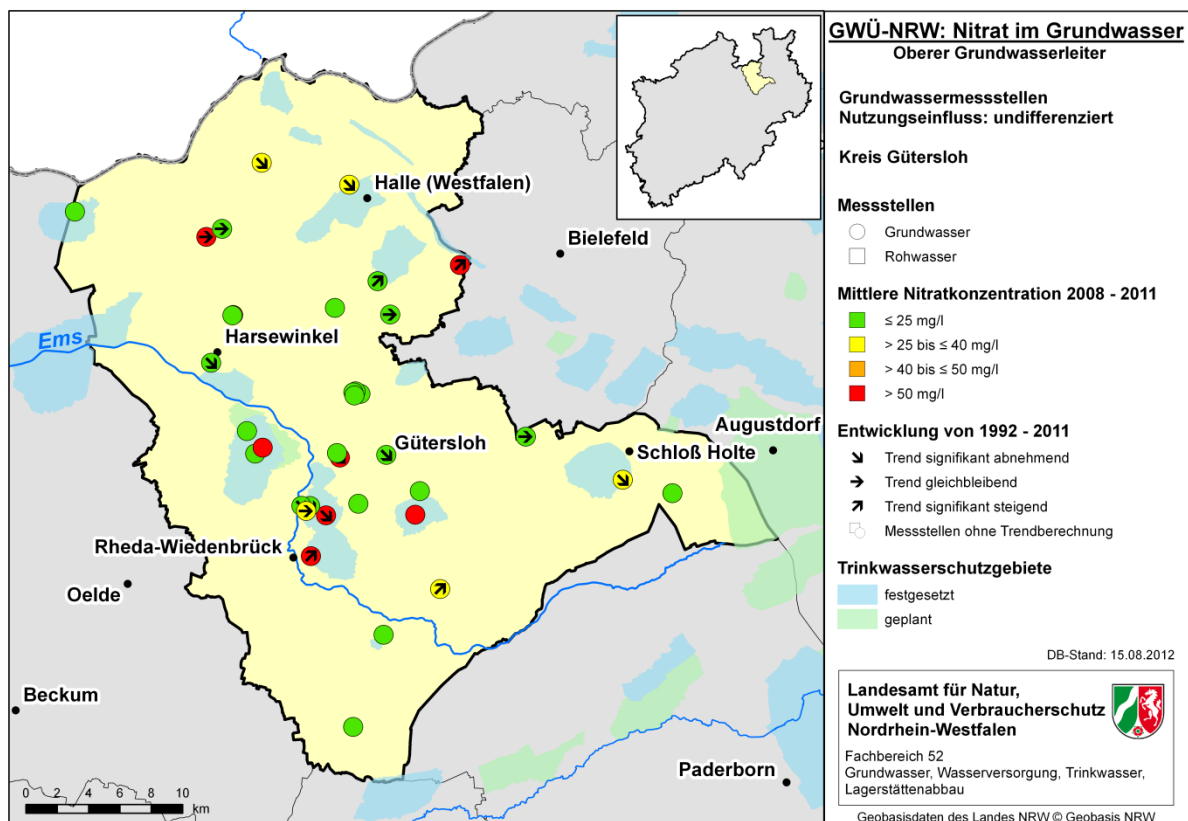 Halle (Westfalen)
Bielefeld
Ems
Harsewinkel
Gütersloh
Augustdorf
Schloß Holte
Rheda-Wiedenbrück
Oelde
Beckum
Paderborn
0 2 4 6 8 10
km
GWÜ-NRW: Nitrat im Grundwasser
Oberer Grundwasserleiter
Grundwassermessstellen
Nutzungseinfluss: undifferenziert
Kreis Gütersloh
Messstellen
Grundwasser
Rohwasser
Mittlere Nitratkonzentration 2008 - 2011
≤ 25 mg/l
> 25 bis ≤ 40 mg/l
> 40 bis ≤ 50 mg/l
> 50 mg/l
Entwicklung von 1992 - 2011
Trend signifikant abnehmend
Trend gleichbleibend
Trend signifikant steigend
Messstellen ohne Trendberechnung
Trinkwasserschutzgebiete
festgesetzt
geplant
DB-Stand: 15.08.2012
Landesamt für Natur,
Umwelt und Verbraucherschutz
Nordrhein-Westfalen
Fachbereich 52
Grundwasser, Wasserversorgung, Trinkwasser,
Lagerstättenabbau
Geobasisdaten des Landes NRW © Geobasis NRW